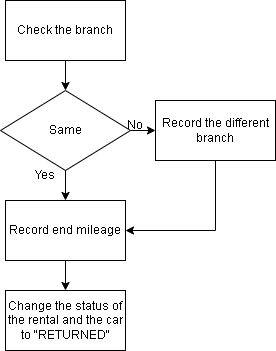 Check the branch
Same
No
Record the different
branch
Yes
Record end mileage
Change the status of
the rental and the car
to "RETURNED"